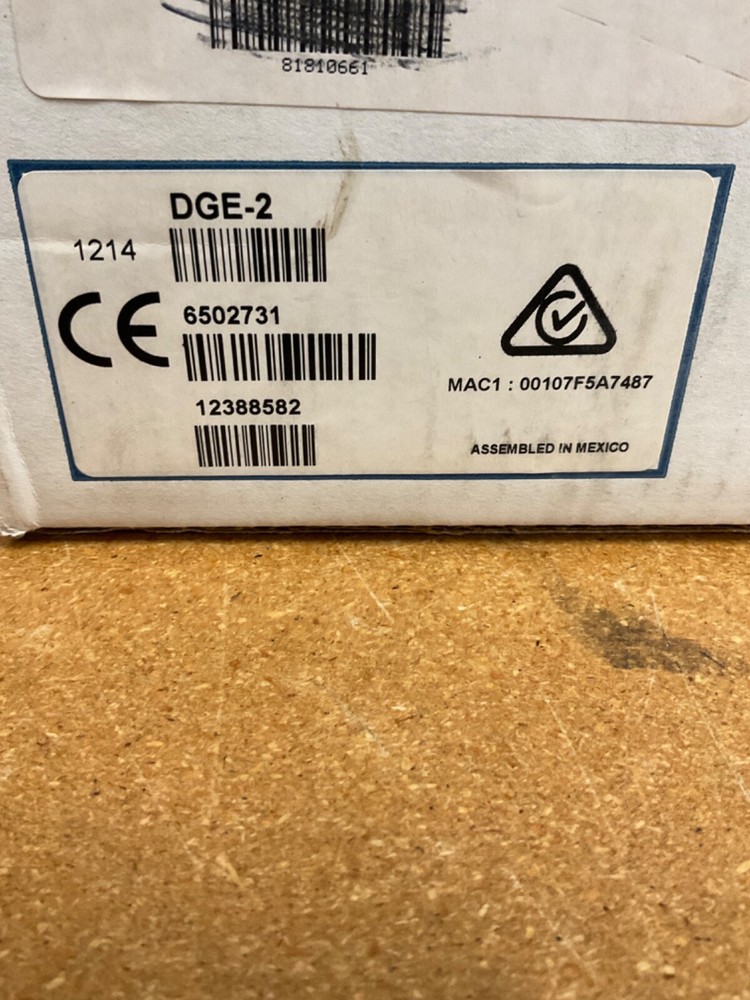 81810661
DGE-2
1214
CE
6502731
12388582
MAC1 : 00107F5A7487
ASSEMBLED IN MEXICO